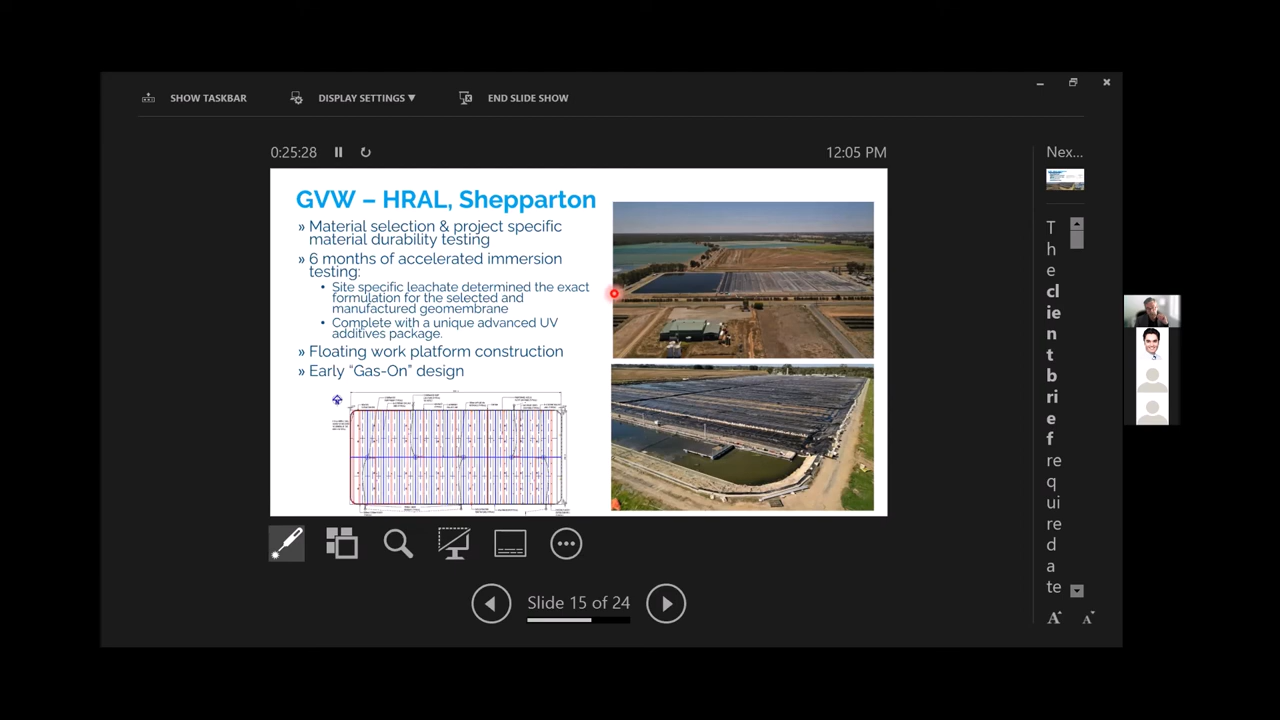 SHOW TASKBAR
DISPLAY SETTINGS ▼
END SLIDE SHOW
0:25:28
12:05 PM
GVW – HRAL, Shepparton
» Material selection & project specific
material durability testing
» 6 months of accelerated immersion
testing:
• Site specific leachate determined the exact
formulation for the selected and
manufactured geomembrane
• Complete with a unique advanced UV
additives package.
» Floating work platform construction
» Early “Gas-On” design
Slide 15 of 24
Nex...
T
h
e
cl
ie
n
t
b
ri
e
f
re
q
ui
re
d
a
te
A
A